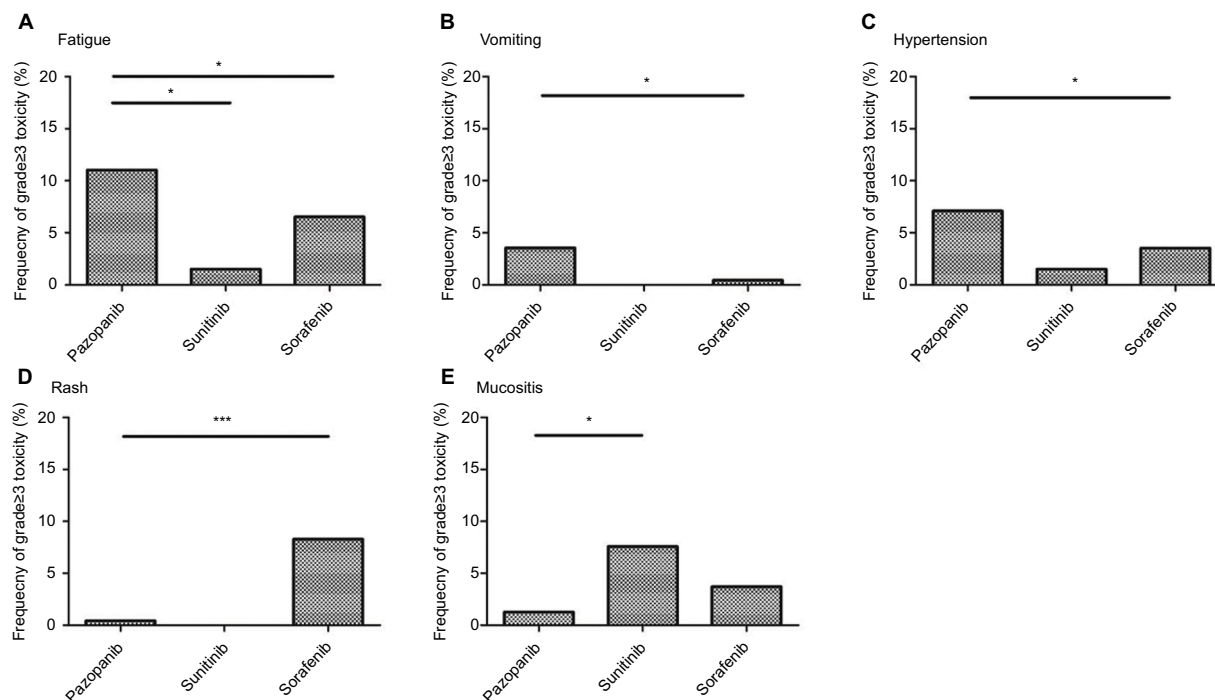 A
Fatigue
Frequecny of grade≥3 toxicity (%)
20
15
10
5
0
*
*
Pazopanib
Sunitinib
Sorafenib
B
Vomiting
Frequecny of grade≥3 toxicity (%)
20
15
10
5
0
*
Pazopanib
Sunitinib
Sorafenib
C
Hypertension
Frequecny of grade≥3 toxicity (%)
20
15
10
5
0
*
Pazopanib
Sunitinib
Sorafenib
D
Rash
Frequecny of grade≥3 toxicity (%)
20
15
10
5
0
***
Pazopanib
Sunitinib
Sorafenib
E
Mucositis
Frequecny of grade≥3 toxicity (%)
20
15
10
5
0
*
Pazopanib
Sunitinib
Sorafenib